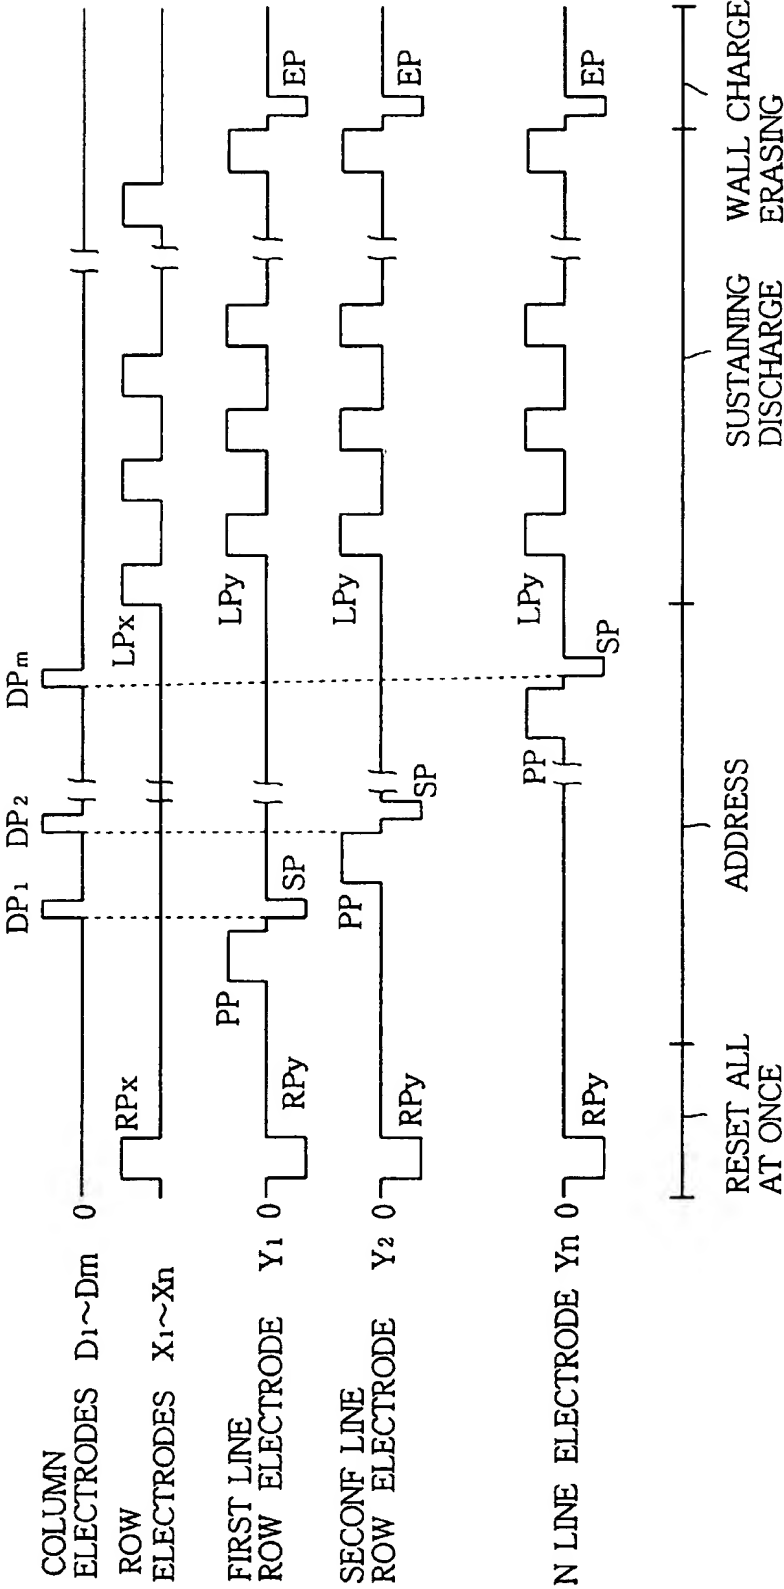 COLUMN
ELECTRODES D1~Dm 0
DP1
DP2
DPm
ROW
ELECTRODES X1~Xn
RPx
LPx
FIRST LINE
ROW ELECTRODE Y1 0
RPy
PP
SP
LPy
EP
SECONF LINE
ROW ELECTRODE Y2 0
RPy
PP
SP
LPy
EP
N LINE ELECTRODE Yn 0
RPy
PP
SP
LPy
EP
RESET ALL
AT ONCE
ADDRESS
SUSTAINING
DISCHARGE
WALL CHARGE
ERASING